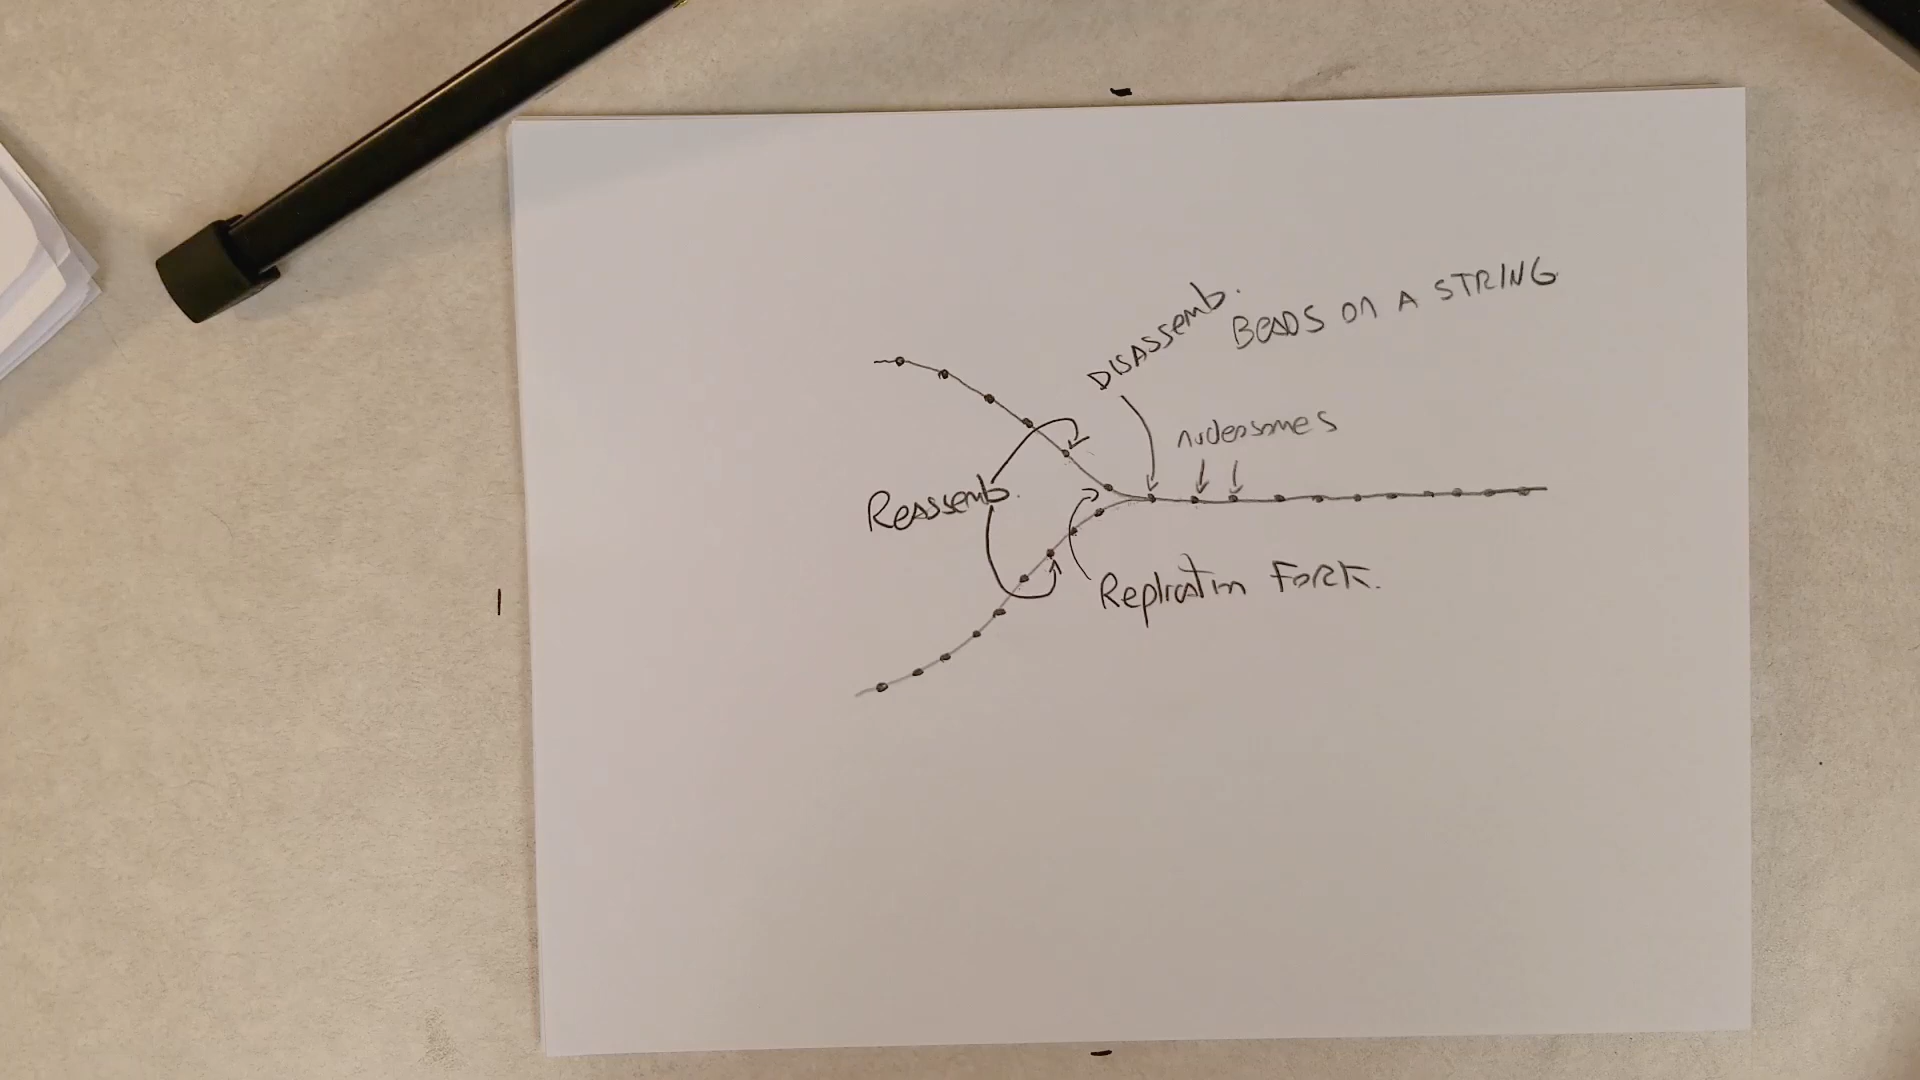 DISASSEMB.
BEADS ON A STRING
nucleosomes
Reassemb.
Replication FORK.